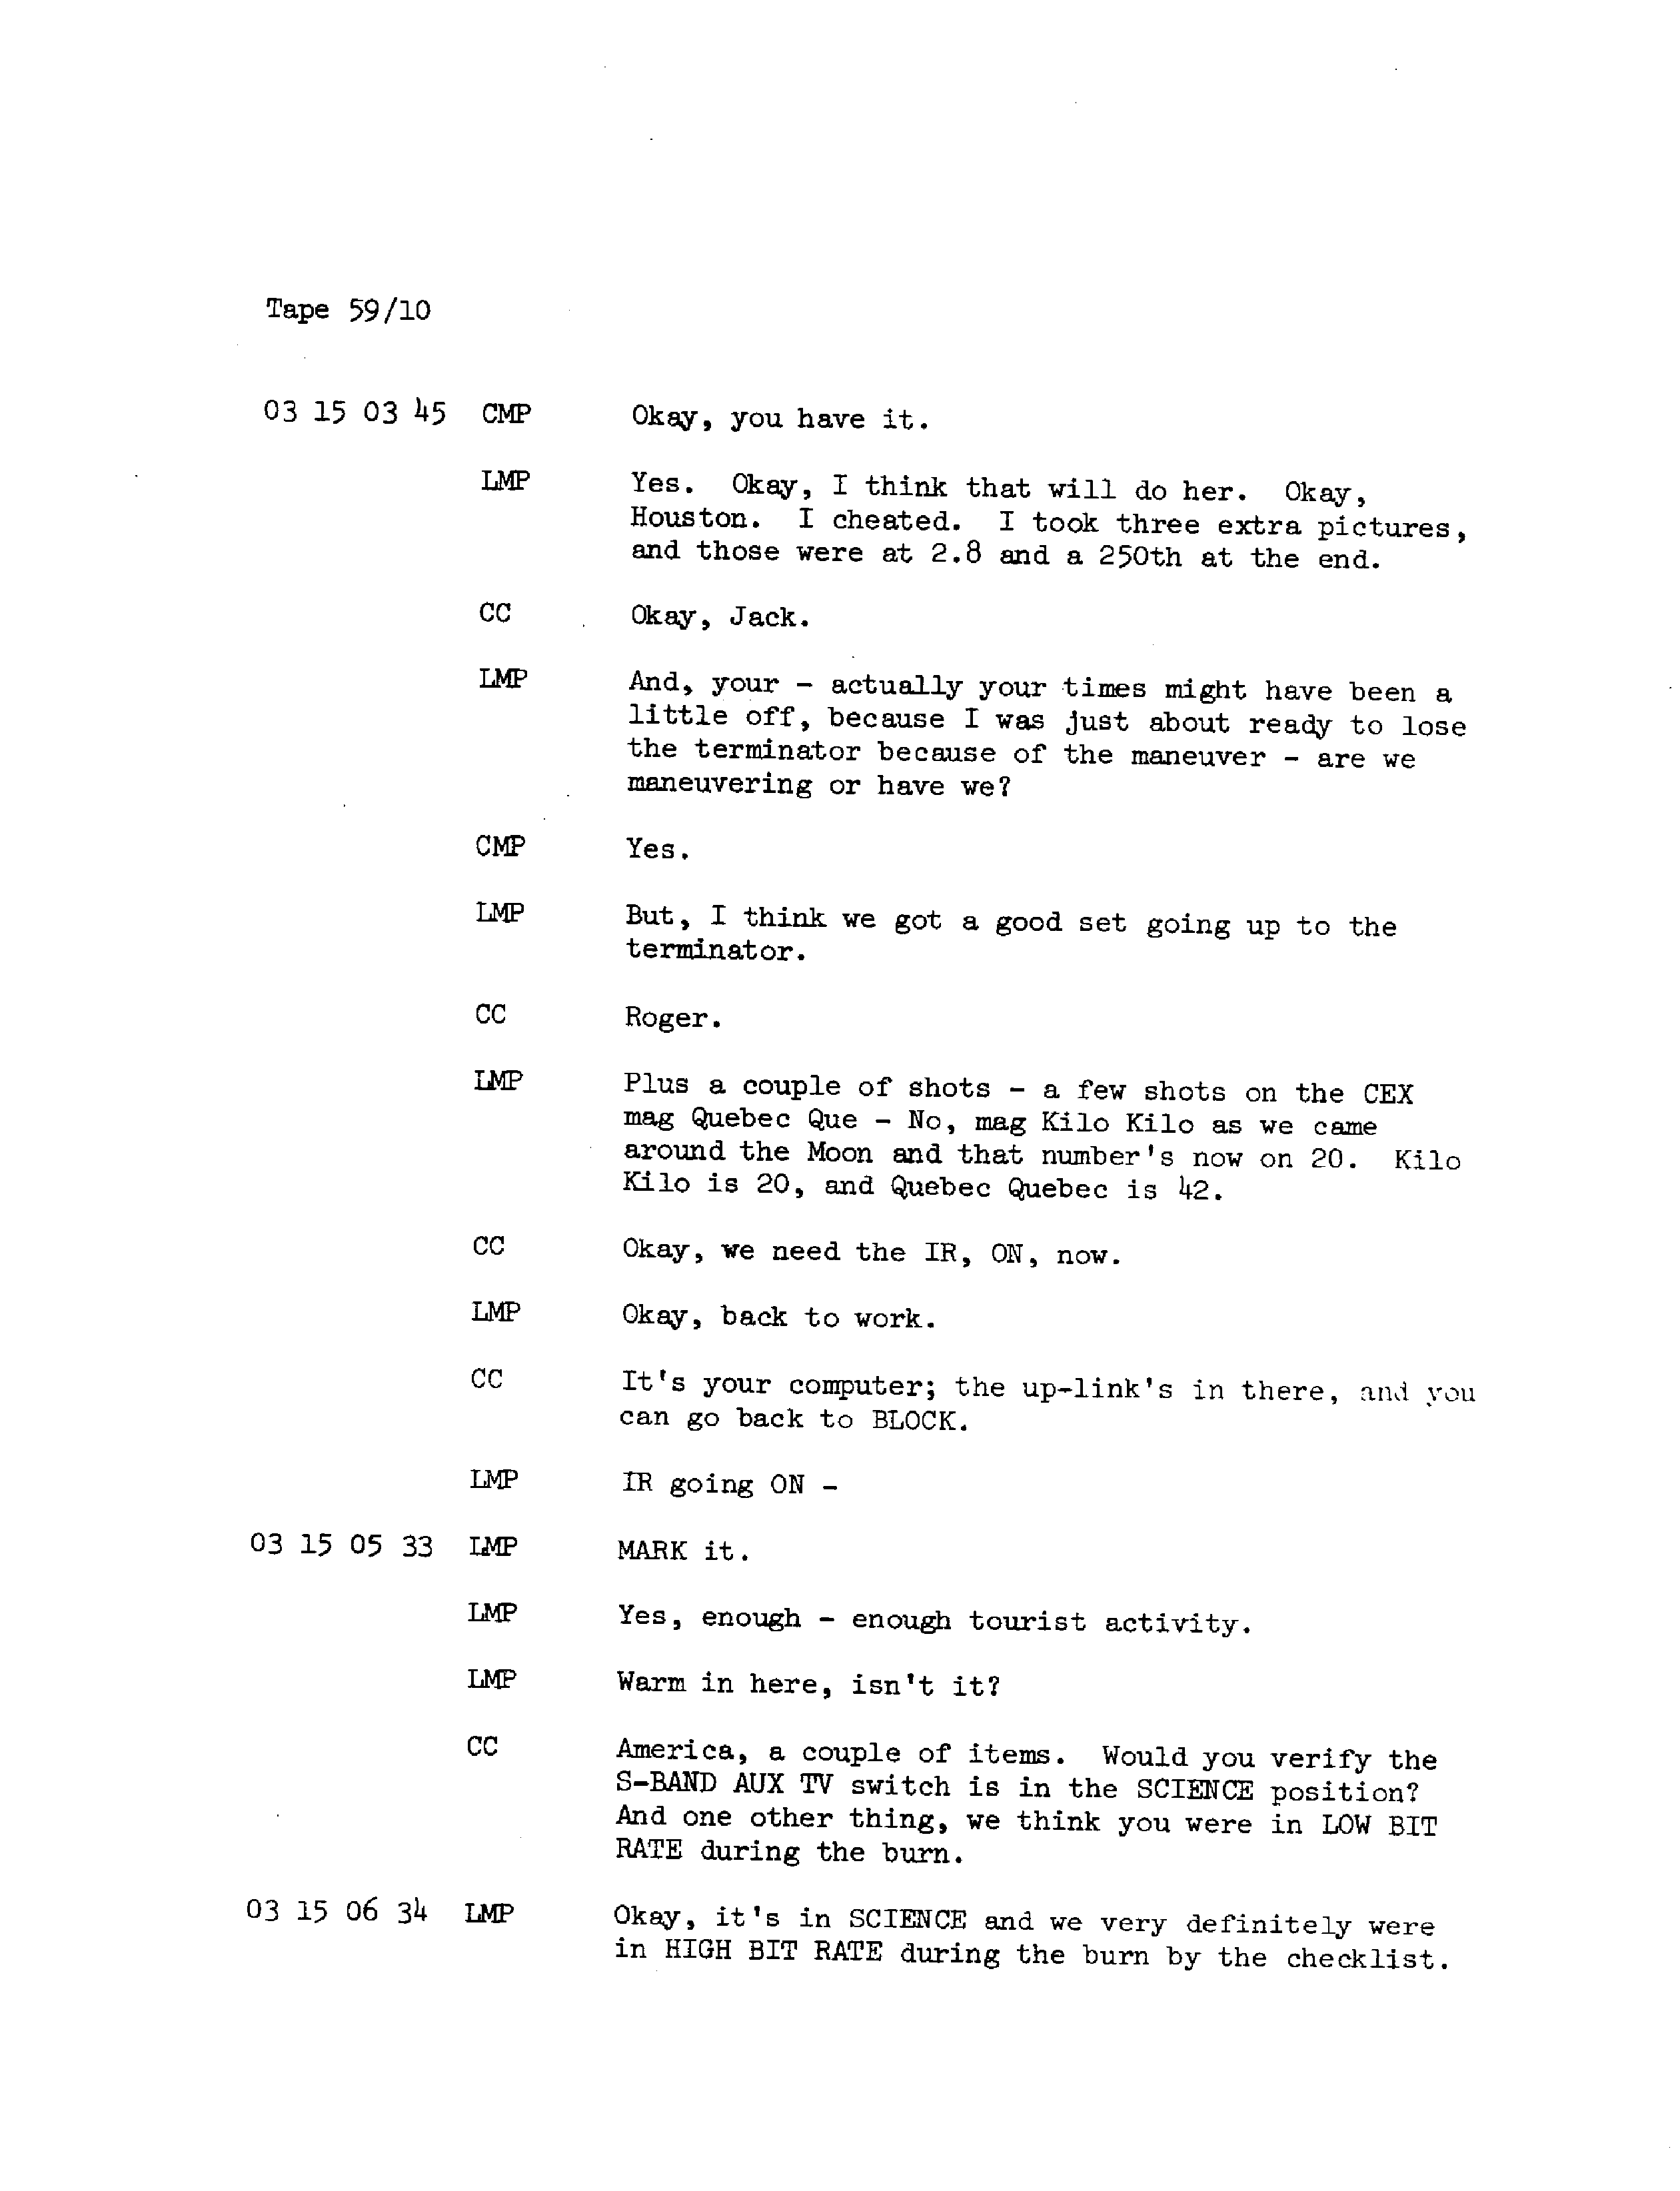 Tape 59/10
03 15 03 45 CMP Okay, you have it.
LMP Yes. Okay, I think that will do her. Okay,
Houston. I cheated. I took three extra pictures,
and those were at 2.8 and a 250th at the end.
CC Okay, Jack.
LMP And, your - actually your times might have been a
little off, because I was just about ready to lose
the terminator because of the maneuver - are we
maneuvering or have we?
CMP Yes.
LMP But, I think we got a good set going up to the
terminator.
CC Roger.
LMP Plus a couple of shots - a few shots on the CEX
mag Quebec Que - No, mag Kilo Kilo as we came
around the Moon and that number's now on 20. Kilo
Kilo is 20, and Quebec Quebec is 42.
CC Okay, we need the IR, ON, now.
LMP Okay, back to work.
CC It's your computer; the up-link's in there, and you
can go back to BLOCK.
LMP IR going ON -
03 15 05 33 LMP MARK it.
LMP Yes, enough - enough tourist activity.
LMP Warm in here, isn't it?
CC America, a couple of items. Would you verify the
S-BAND AUX TV switch is in the SCIENCE position?
And one other thing, we think you were in LOW BIT
RATE during the burn.
03 15 06 34 LMP Okay, it's in SCIENCE and we very definitely were
in HIGH BIT RATE during the burn by the checklist.